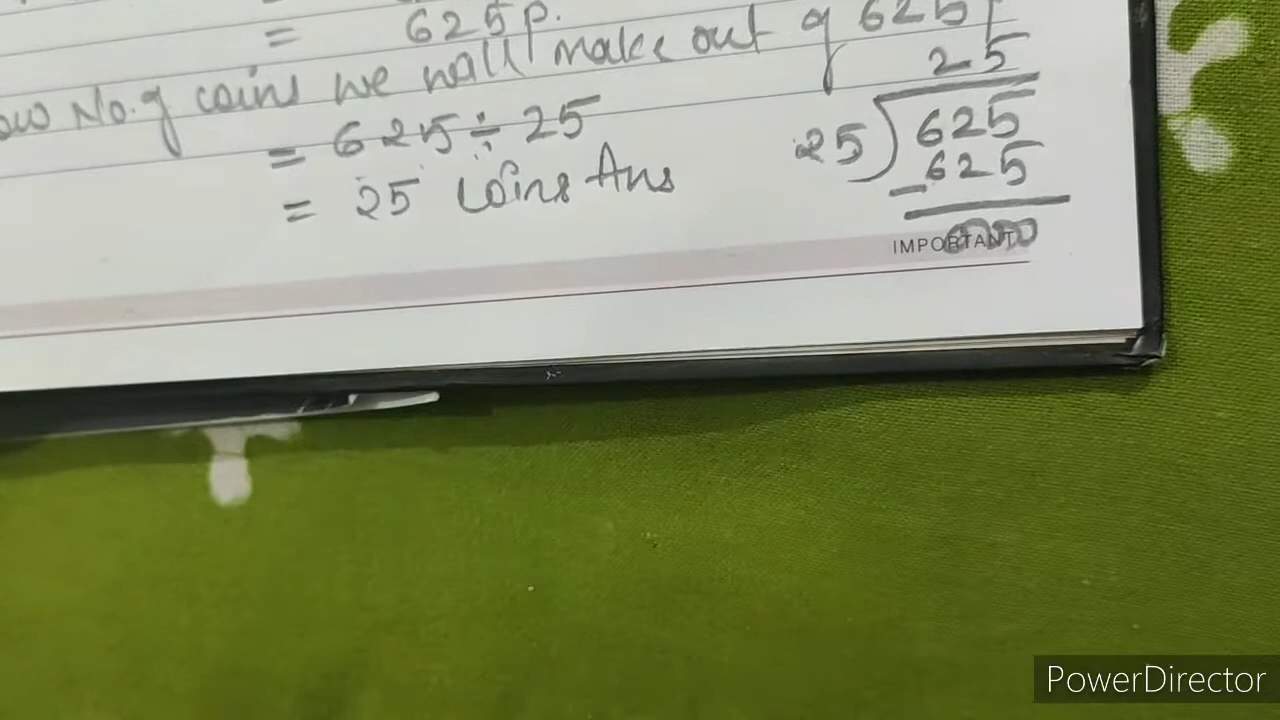 = 625p.
No. of coins we will make out of 625p
= 625 ÷ 25
= 25 Coins Ans
25
25 ) 625
- 625
000
IMPORTANT
PowerDirector